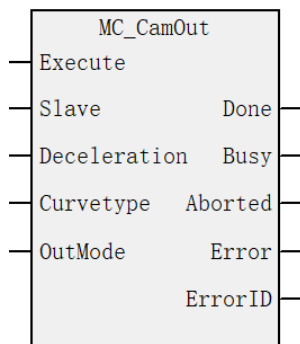 MC_CamOut
Execute
Slave Done
Deceleration Busy
Curvetype Aborted
OutMode Error
ErrorID